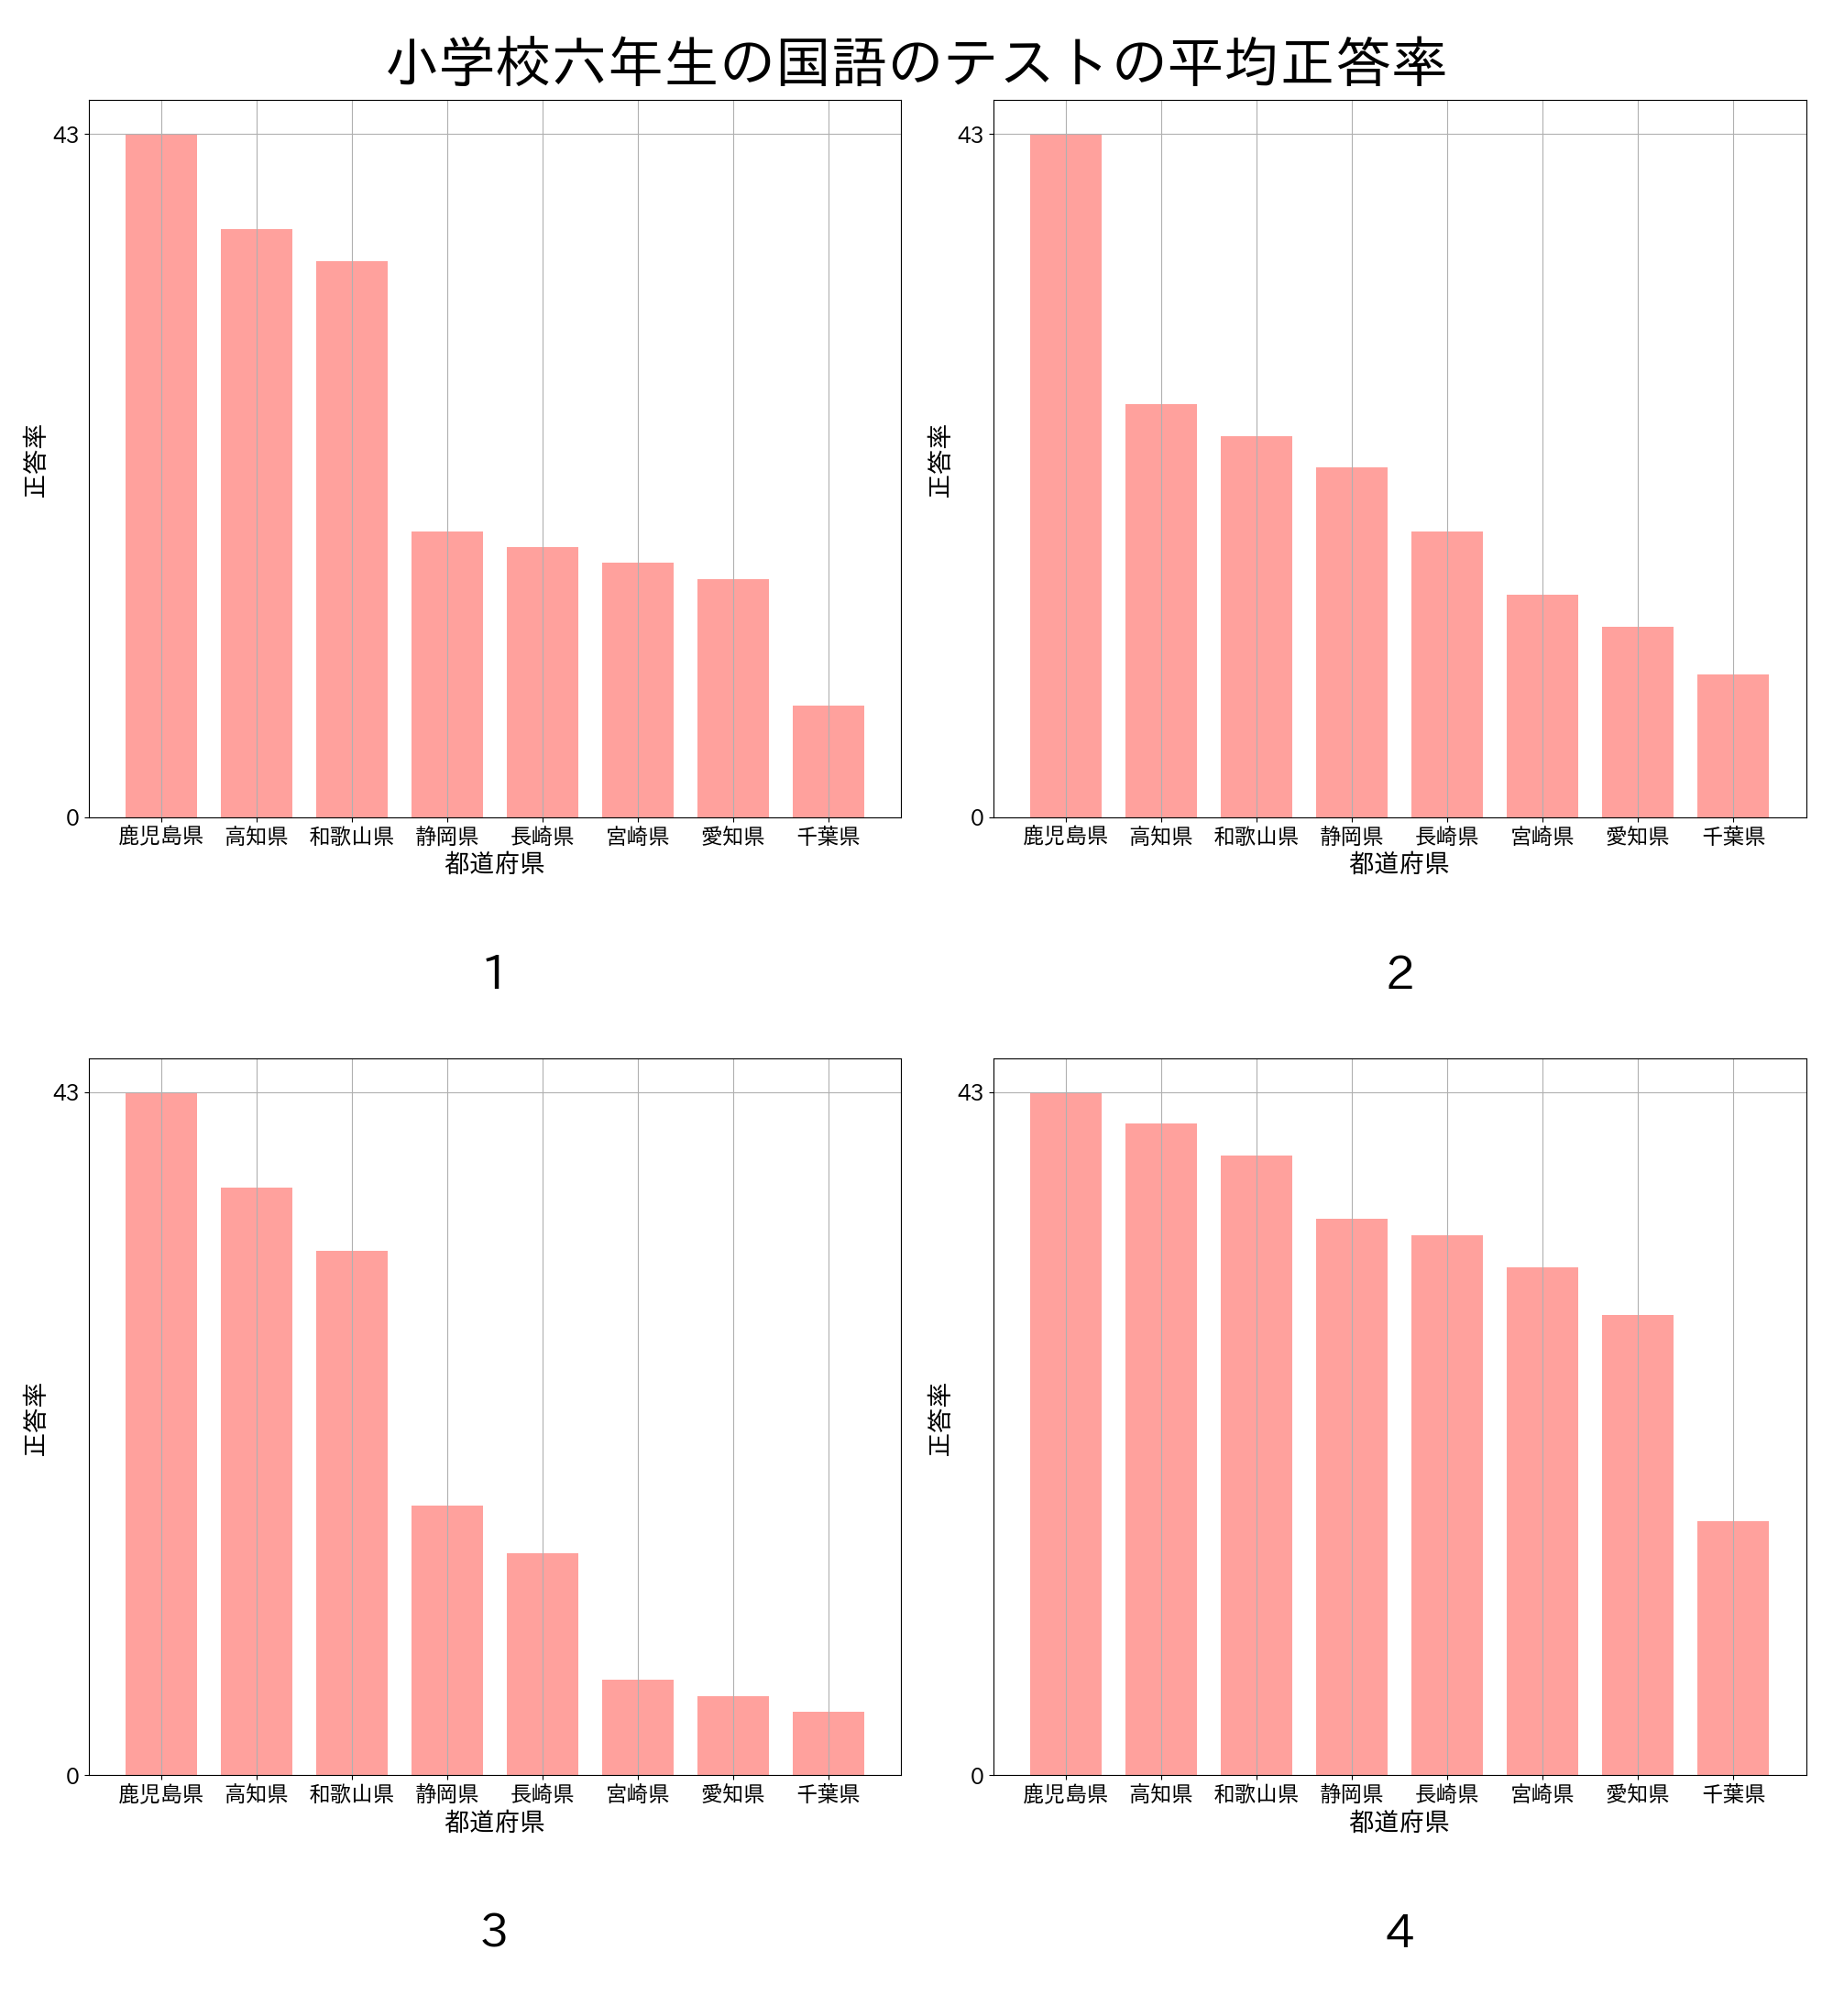 小学校六年生の国語のテストの平均正答率
43
0
正答率
鹿児島県 高知県 和歌山県 静岡県 長崎県 宮崎県 愛知県 千葉県
都道府県
1
43
0
正答率
鹿児島県 高知県 和歌山県 静岡県 長崎県 宮崎県 愛知県 千葉県
都道府県
2
43
0
正答率
鹿児島県 高知県 和歌山県 静岡県 長崎県 宮崎県 愛知県 千葉県
都道府県
3
43
0
正答率
鹿児島県 高知県 和歌山県 静岡県 長崎県 宮崎県 愛知県 千葉県
都道府県
4